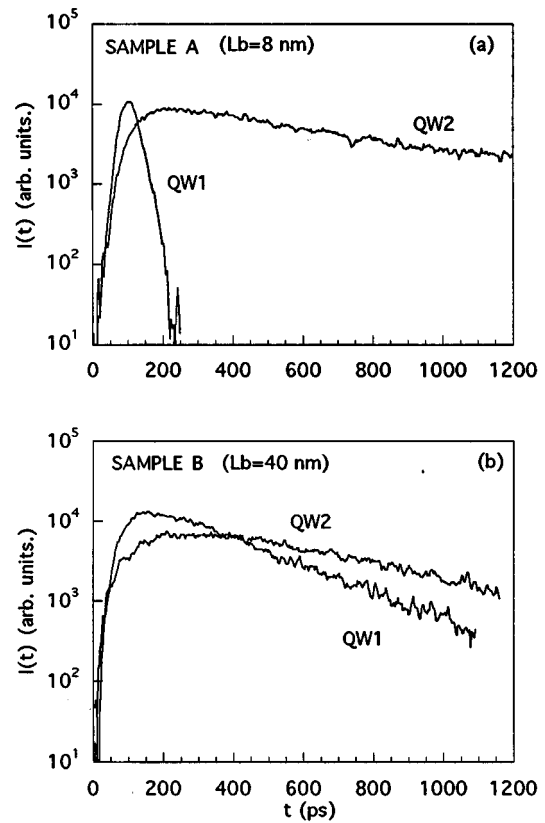 10^5
SAMPLE A (Lb=8 nm) (a)
10^4
QW2
I(t) (arb. units.)
10^3
QW1
10^2
10^1
0 200 400 600 800 1000 1200
10^5
SAMPLE B (Lb=40 nm) (b)
10^4
QW2
I(t) (arb. units.)
10^3
QW1
10^2
10^1
0 200 400 600 800 1000 1200
t (ps)